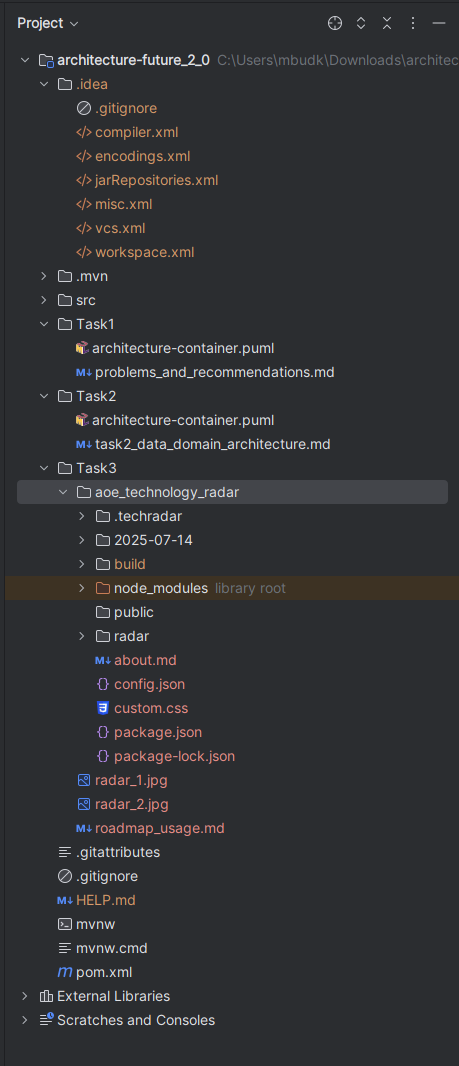 Project
architecture-future_2_0 C:\Users\mbudk\Downloads\architec
.idea
.gitignore
compiler.xml
encodings.xml
jarRepositories.xml
misc.xml
vcs.xml
workspace.xml
.mvn
src
Task1
architecture-container.puml
M↓ problems_and_recommendations.md
Task2
architecture-container.puml
M↓ task2_data_domain_architecture.md
Task3
aoe_technology_radar
.techradar
2025-07-14
build
node_modules library root
public
radar
M↓ about.md
{} config.json
custom.css
{} package.json
{} package-lock.json
radar_1.jpg
radar_2.jpg
M↓ roadmap_usage.md
.gitattributes
.gitignore
M↓ HELP.md
mvnw
mvnw.cmd
m pom.xml
External Libraries
Scratches and Consoles